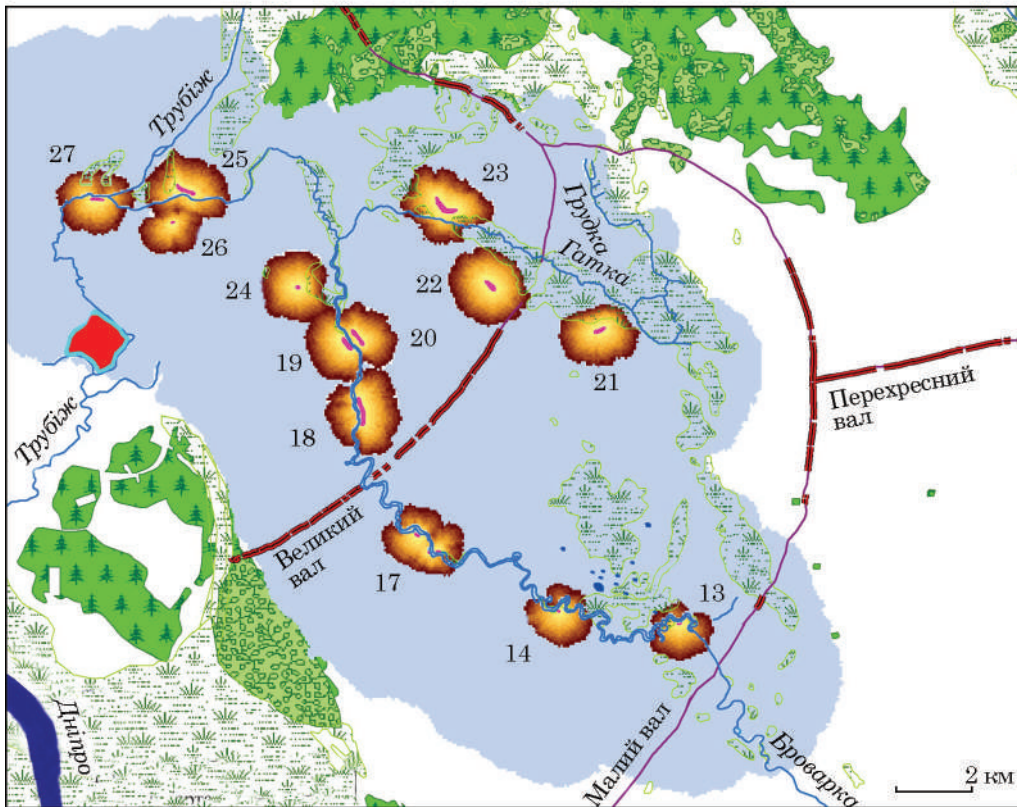 Трубіж
27
25
23
26
Грудка
Гатка
24
22
20
19
21
Перехресний
вал
18
Трубіж
Великий
вал
17
13
14
Дніпро
Малий вал
Броварка
2 км